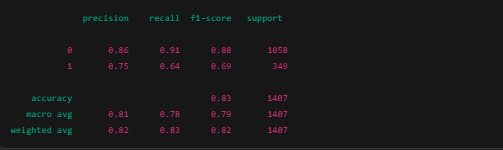 precision recall f1-score support
0 0.86 0.91 0.88 1058
1 0.75 0.64 0.69 349
accuracy 0.83 1407
macro avg 0.81 0.78 0.79 1407
weighted avg 0.82 0.83 0.82 1407